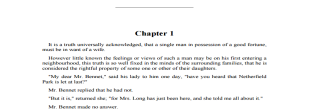 Chapter 1
It is a truth universally acknowledged, that a single man in possession of a good fortune,
must be in want of a wife.
However little known the feelings or views of such a man may be on his first entering a
neighbourhood, this truth is so well fixed in the minds of the surrounding families, that he is
considered the rightful property of some one or other of their daughters.
"My dear Mr. Bennet," said his lady to him one day, "have you heard that Netherfield
Park is let at last?"
Mr. Bennet replied that he had not.
"But it is," returned she, "for Mrs. Long has just been here, and she told me all about it."
Mr. Bennet made no answer.